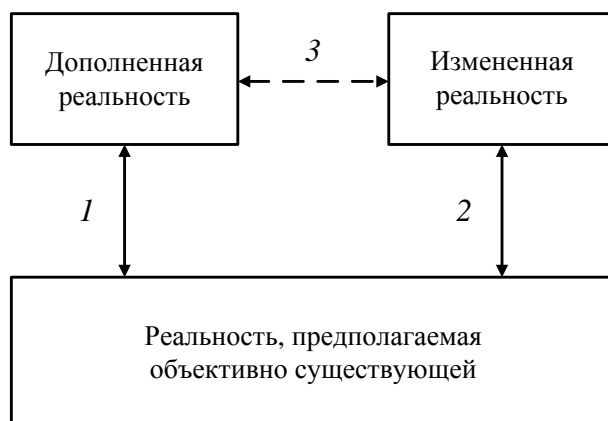 Дополненная
реальность
3
Измененная
реальность
1
2
Реальность, предполагаемая
объективно существующей